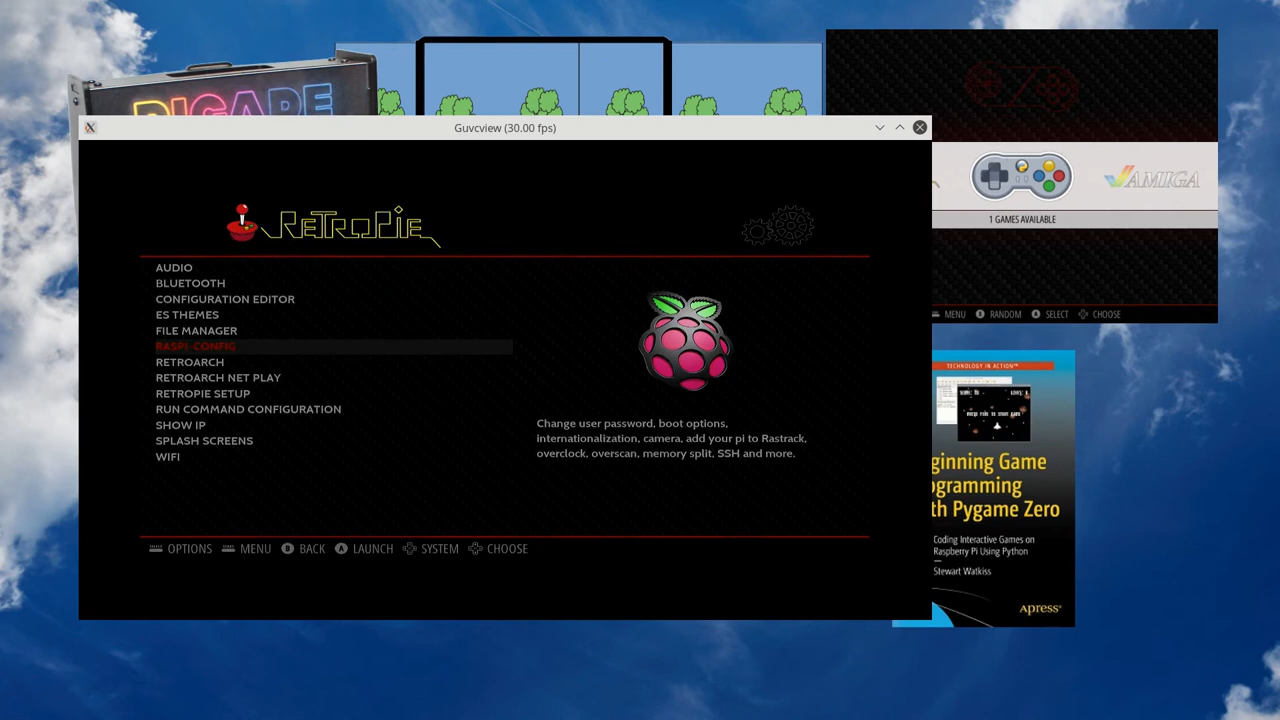 PICADE
Guvcview (30.00 fps)
RETROPIE
AUDIO
BLUETOOTH
CONFIGURATION EDITOR
ES THEMES
FILE MANAGER
RASPI-CONFIG
RETROARCH
RETROARCH NET PLAY
RETROPIE SETUP
RUN COMMAND CONFIGURATION
SHOW IP
SPLASH SCREENS
WIFI
Change user password, boot options,
internationalization, camera, add your pi to Rastrack,
overclock, overscan, memory split, SSH and more.
OPTIONS MENU B BACK A LAUNCH SYSTEM CHOOSE
AMIGA
1 GAMES AVAILABLE
MENU RANDOM A SELECT CHOOSE
TECHNOLOGY IN ACTION™
ginning Game
ogramming
th Pygame Zero
Coding Interactive Games on
Raspberry Pi Using Python
—
Stewart Watkiss
Apress®